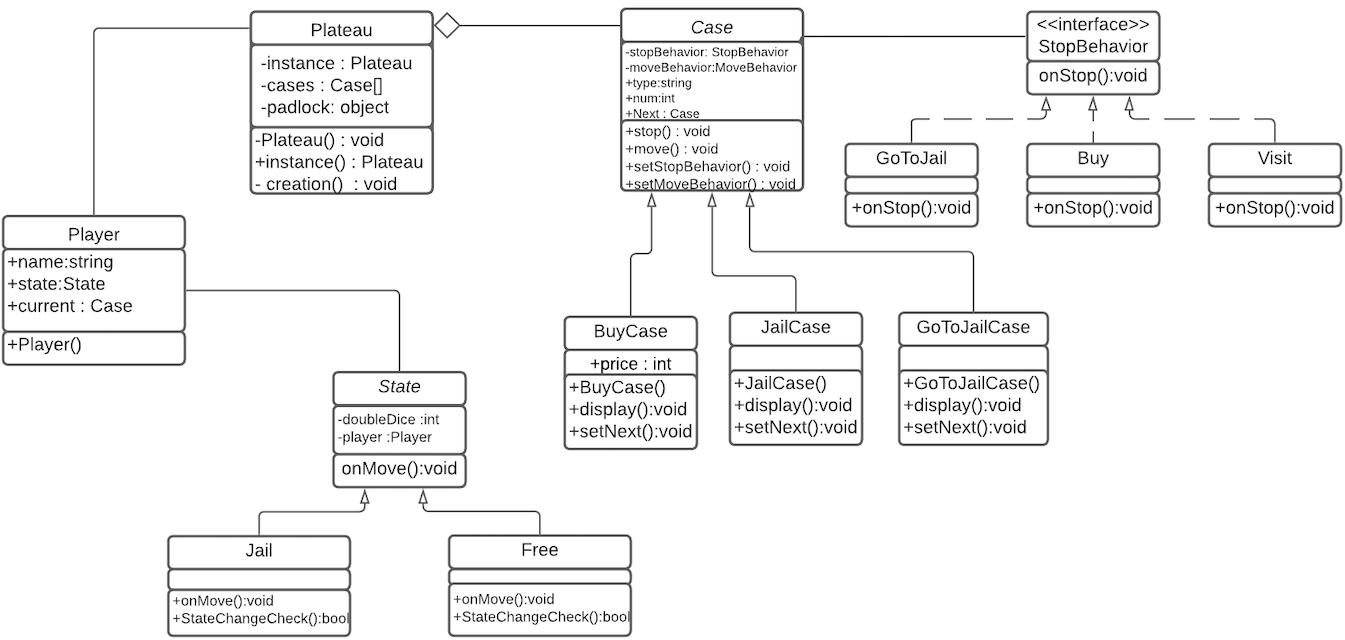 Plateau
-instance : Plateau
-cases : Case[]
-padlock: object
-Plateau() : void
+instance() : Plateau
- creation() : void
Case
-stopBehavior: StopBehavior
-moveBehavior:MoveBehavior
+type:string
+num:int
+Next : Case
+stop() : void
+move() : void
+setStopBehavior() : void
+setMoveBehavior() : void
<<interface>>
StopBehavior
onStop():void
GoToJail
+onStop():void
Buy
+onStop():void
Visit
+onStop():void
Player
+name:string
+state:State
+current : Case
+Player()
State
-doubleDice :int
-player :Player
onMove():void
BuyCase
+price : int
+BuyCase()
+display():void
+setNext():void
JailCase
+JailCase()
+display():void
+setNext():void
GoToJailCase
+GoToJailCase()
+display():void
+setNext():void
Jail
+onMove():void
+StateChangeCheck():bool
Free
+onMove():void
+StateChangeCheck():bool